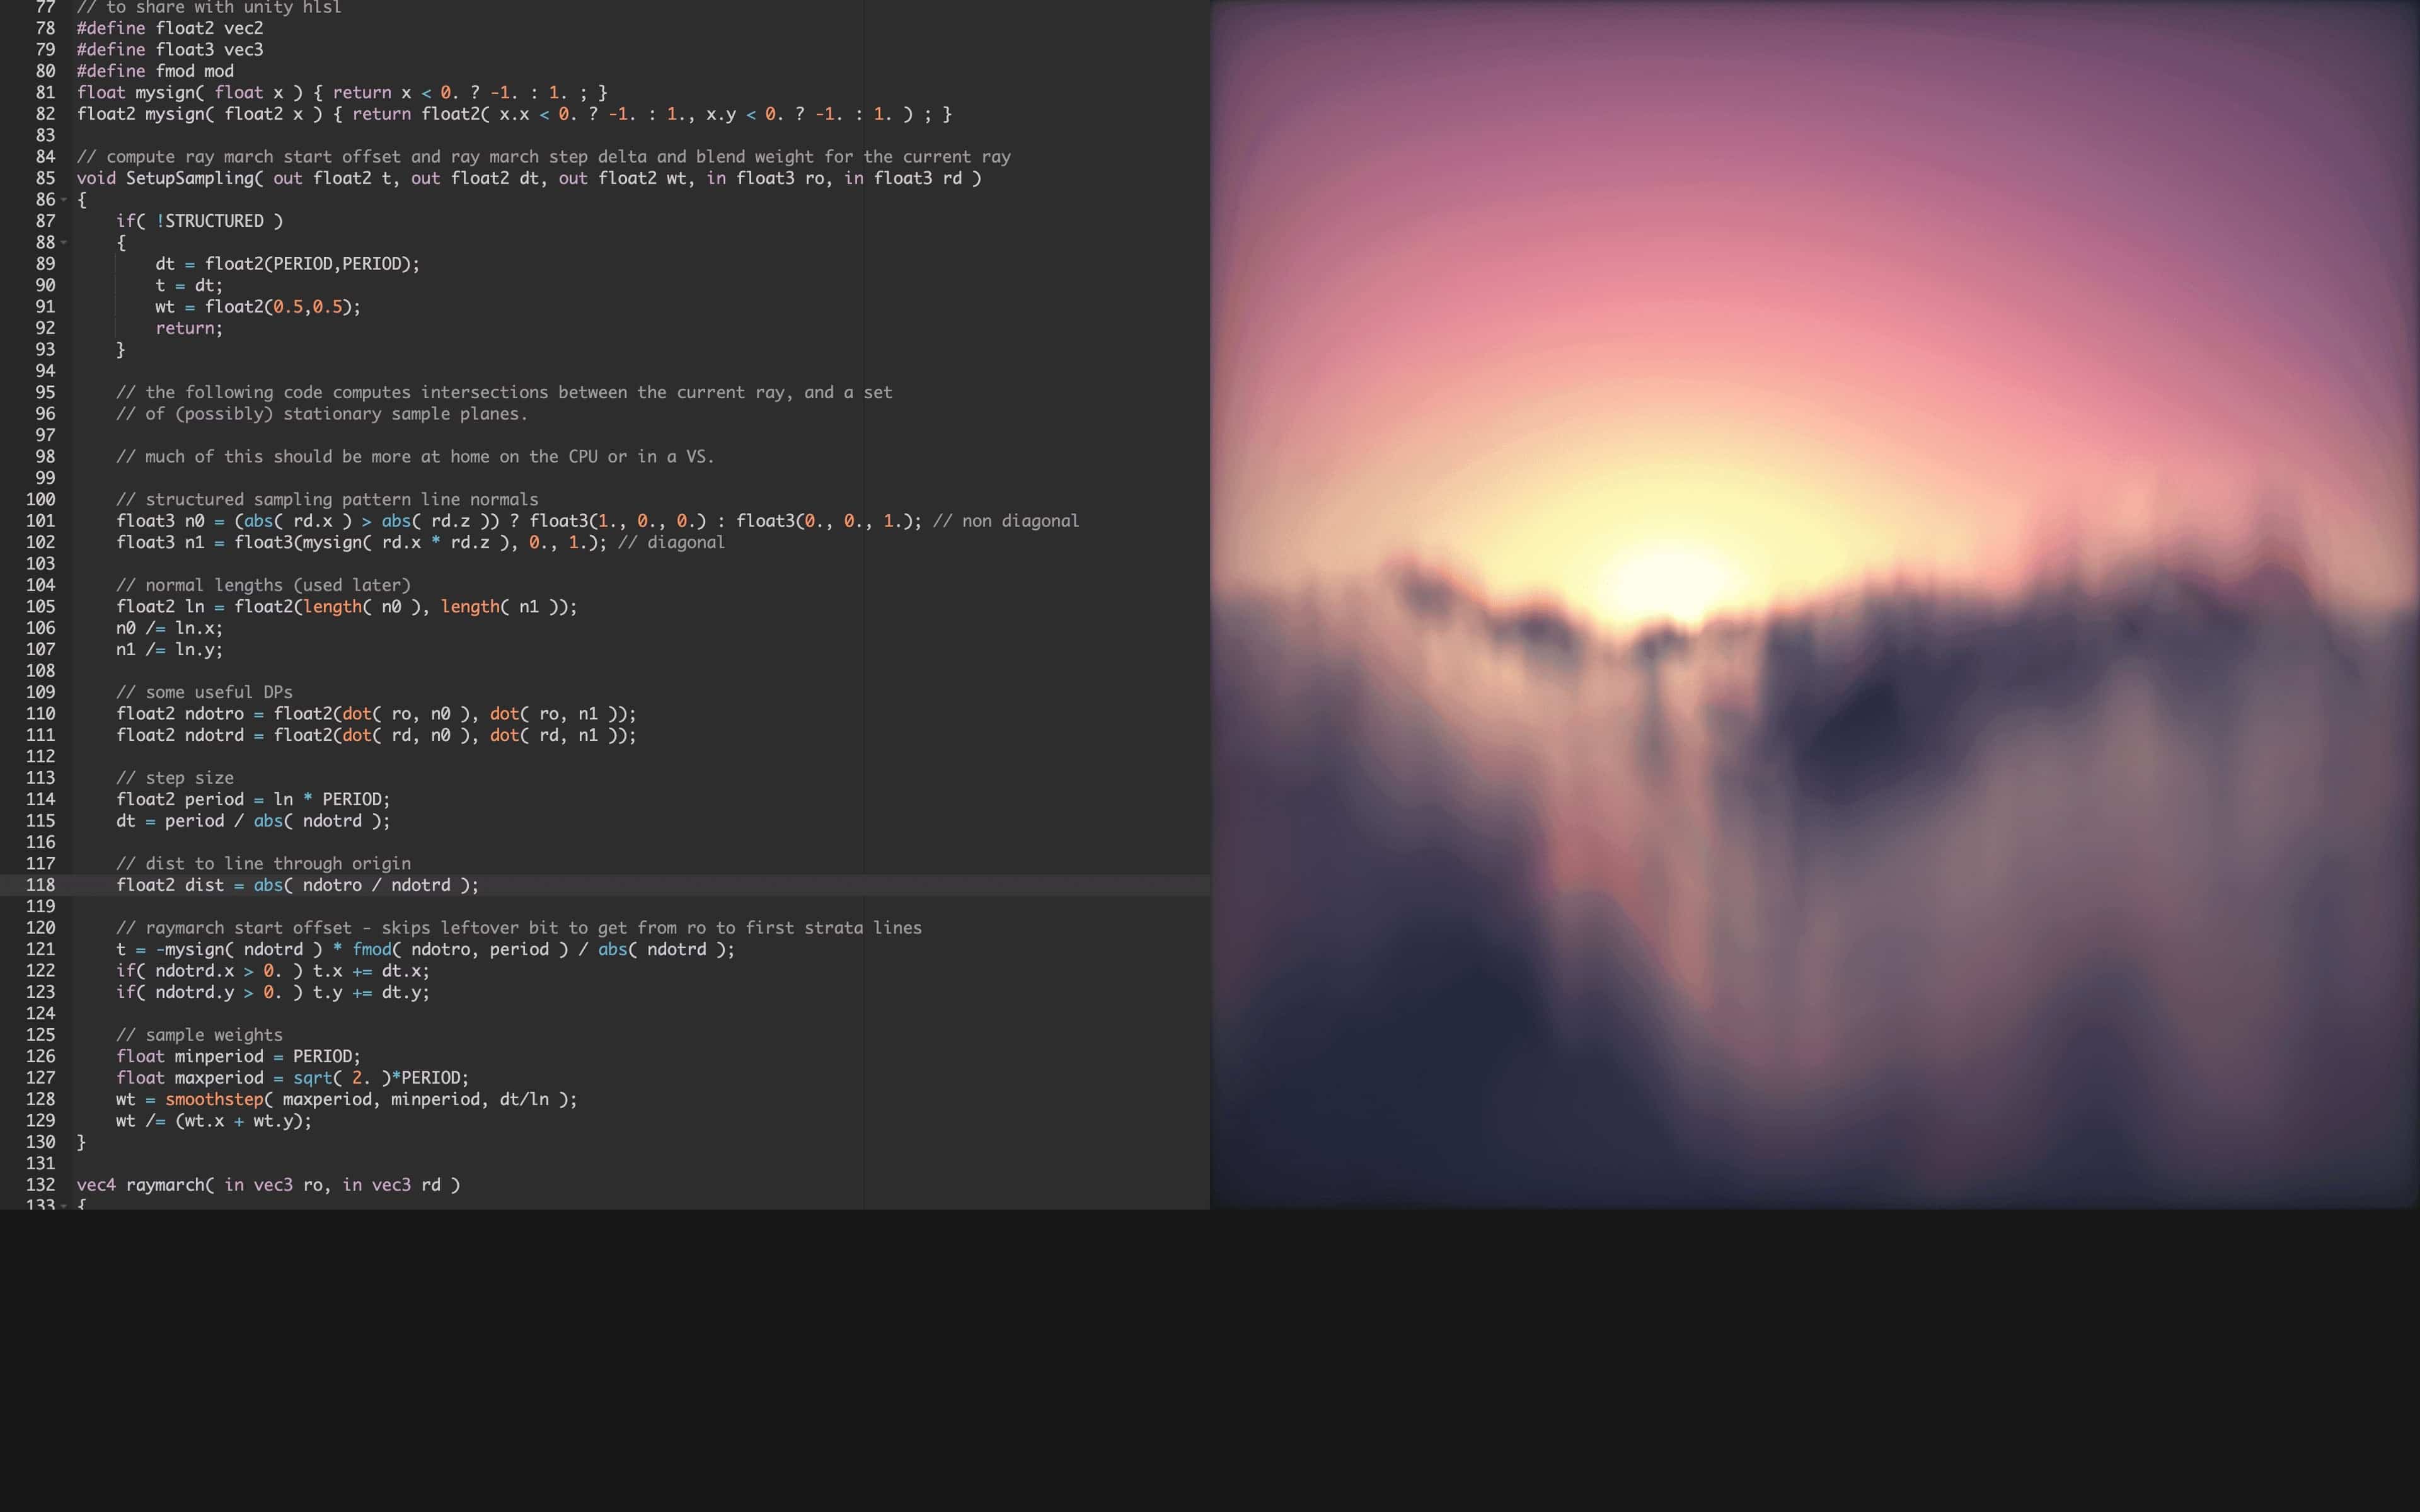 77 // to share with unity hlsl
78 #define float2 vec2
79 #define float3 vec3
80 #define fmod mod
81 float mysign( float x ) { return x < 0. ? -1. : 1. ; }
82 float2 mysign( float2 x ) { return float2( x.x < 0. ? -1. : 1., x.y < 0. ? -1. : 1. ) ; }
83
84 // compute ray march start offset and ray march step delta and blend weight for the current ray
85 void SetupSampling( out float2 t, out float2 dt, out float2 wt, in float3 ro, in float3 rd )
86 {
87     if( !STRUCTURED )
88     {
89         dt = float2(PERIOD,PERIOD);
90         t = dt;
91         wt = float2(0.5,0.5);
92         return;
93     }
94
95     // the following code computes intersections between the current ray, and a set
96     // of (possibly) stationary sample planes.
97
98     // much of this should be more at home on the CPU or in a VS.
99
100     // structured sampling pattern line normals
101     float3 n0 = (abs( rd.x ) > abs( rd.z )) ? float3(1., 0., 0.) : float3(0., 0., 1.); // non diagonal
102     float3 n1 = float3(mysign( rd.x * rd.z ), 0., 1.); // diagonal
103
104     // normal lengths (used later)
105     float2 ln = float2(length( n0 ), length( n1 ));
106     n0 /= ln.x;
107     n1 /= ln.y;
108
109     // some useful DPs
110     float2 ndotro = float2(dot( ro, n0 ), dot( ro, n1 ));
111     float2 ndotrd = float2(dot( rd, n0 ), dot( rd, n1 ));
112
113     // step size
114     float2 period = ln * PERIOD;
115     dt = period / abs( ndotrd );
116
117     // dist to line through origin
118     float2 dist = abs( ndotro / ndotrd );
119
120     // raymarch start offset - skips leftover bit to get from ro to first strata lines
121     t = -mysign( ndotrd ) * fmod( ndotro, period ) / abs( ndotrd );
122     if( ndotrd.x > 0. ) t.x += dt.x;
123     if( ndotrd.y > 0. ) t.y += dt.y;
124
125     // sample weights
126     float minperiod = PERIOD;
127     float maxperiod = sqrt( 2. )*PERIOD;
128     wt = smoothstep( maxperiod, minperiod, dt/ln );
129     wt /= (wt.x + wt.y);
130 }
131
132 vec4 raymarch( in vec3 ro, in vec3 rd )
133 {